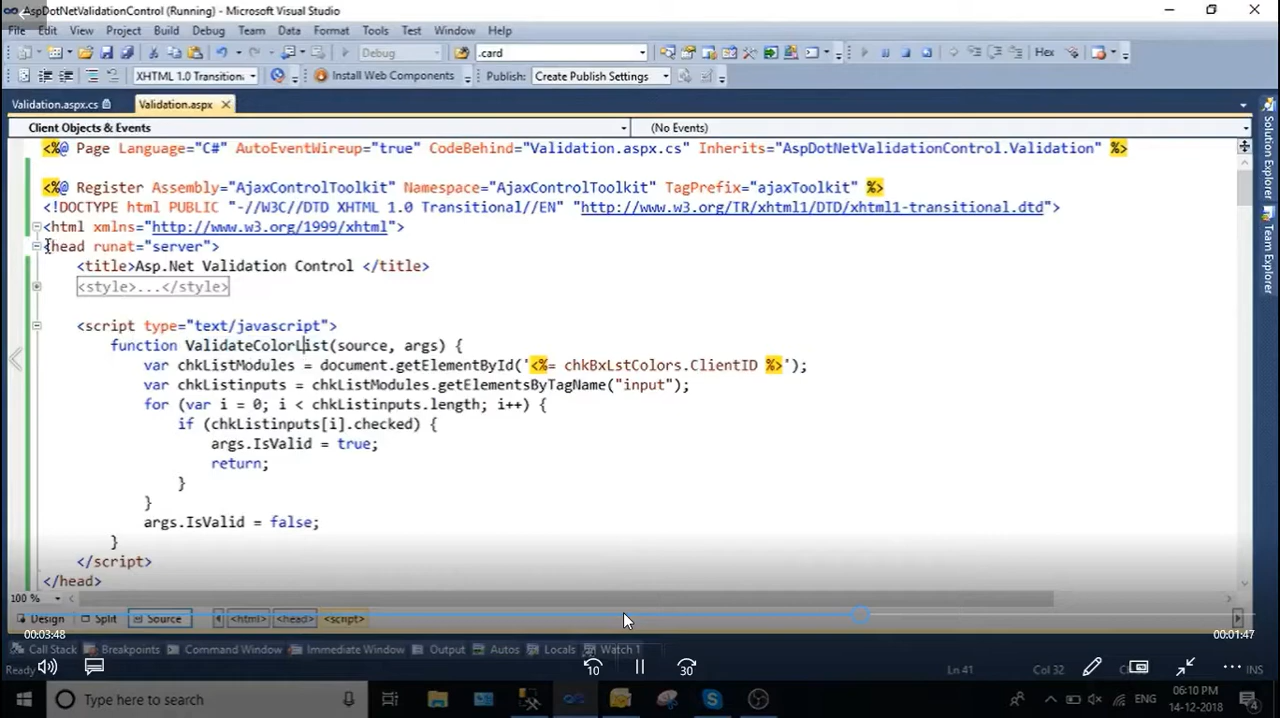 AspDotNetValidationControl (Running) - Microsoft Visual Studio
File Edit View Project Build Debug Team Data Format Tools Test Window Help
Debug .card Hex
XHTML 1.0 Transition. Install Web Components Publish: Create Publish Settings
Validation.aspx.cs Validation.aspx
Client Objects & Events (No Events)
<%@ Page Language="C#" AutoEventWireup="true" CodeBehind="Validation.aspx.cs" Inherits="AspDotNetValidationControl.Validation" %>
<%@ Register Assembly="AjaxControlToolkit" Namespace="AjaxControlToolkit" TagPrefix="ajaxToolkit" %>
<!DOCTYPE html PUBLIC "-//W3C//DTD XHTML 1.0 Transitional//EN" "http://www.w3.org/TR/xhtml1/DTD/xhtml1-transitional.dtd">
<html xmlns="http://www.w3.org/1999/xhtml">
<head runat="server">
<title>Asp.Net Validation Control </title>
<style>...</style>
<script type="text/javascript">
function ValidateColorList(source, args) {
var chkListModules = document.getElementById('<%= chkBxLstColors.ClientID %>');
var chkListinputs = chkListModules.getElementsByTagName("input");
for (var i = 0; i < chkListinputs.length; i++) {
if (chkListinputs[i].checked) {
args.IsValid = true;
return;
}
}
args.IsValid = false;
}
</script>
</head>
Solution Explorer
Team Explorer
100 %
Design Split Source <html> <head> <script>
00:03:48 00:01:47
Call Stack Breakpoints Command Window Immediate Window Output Autos Locals Watch 1
Ready 10 30 Ln 41 Col 32 INS
Type here to search ENG 06:10 PM
14-12-2018 4